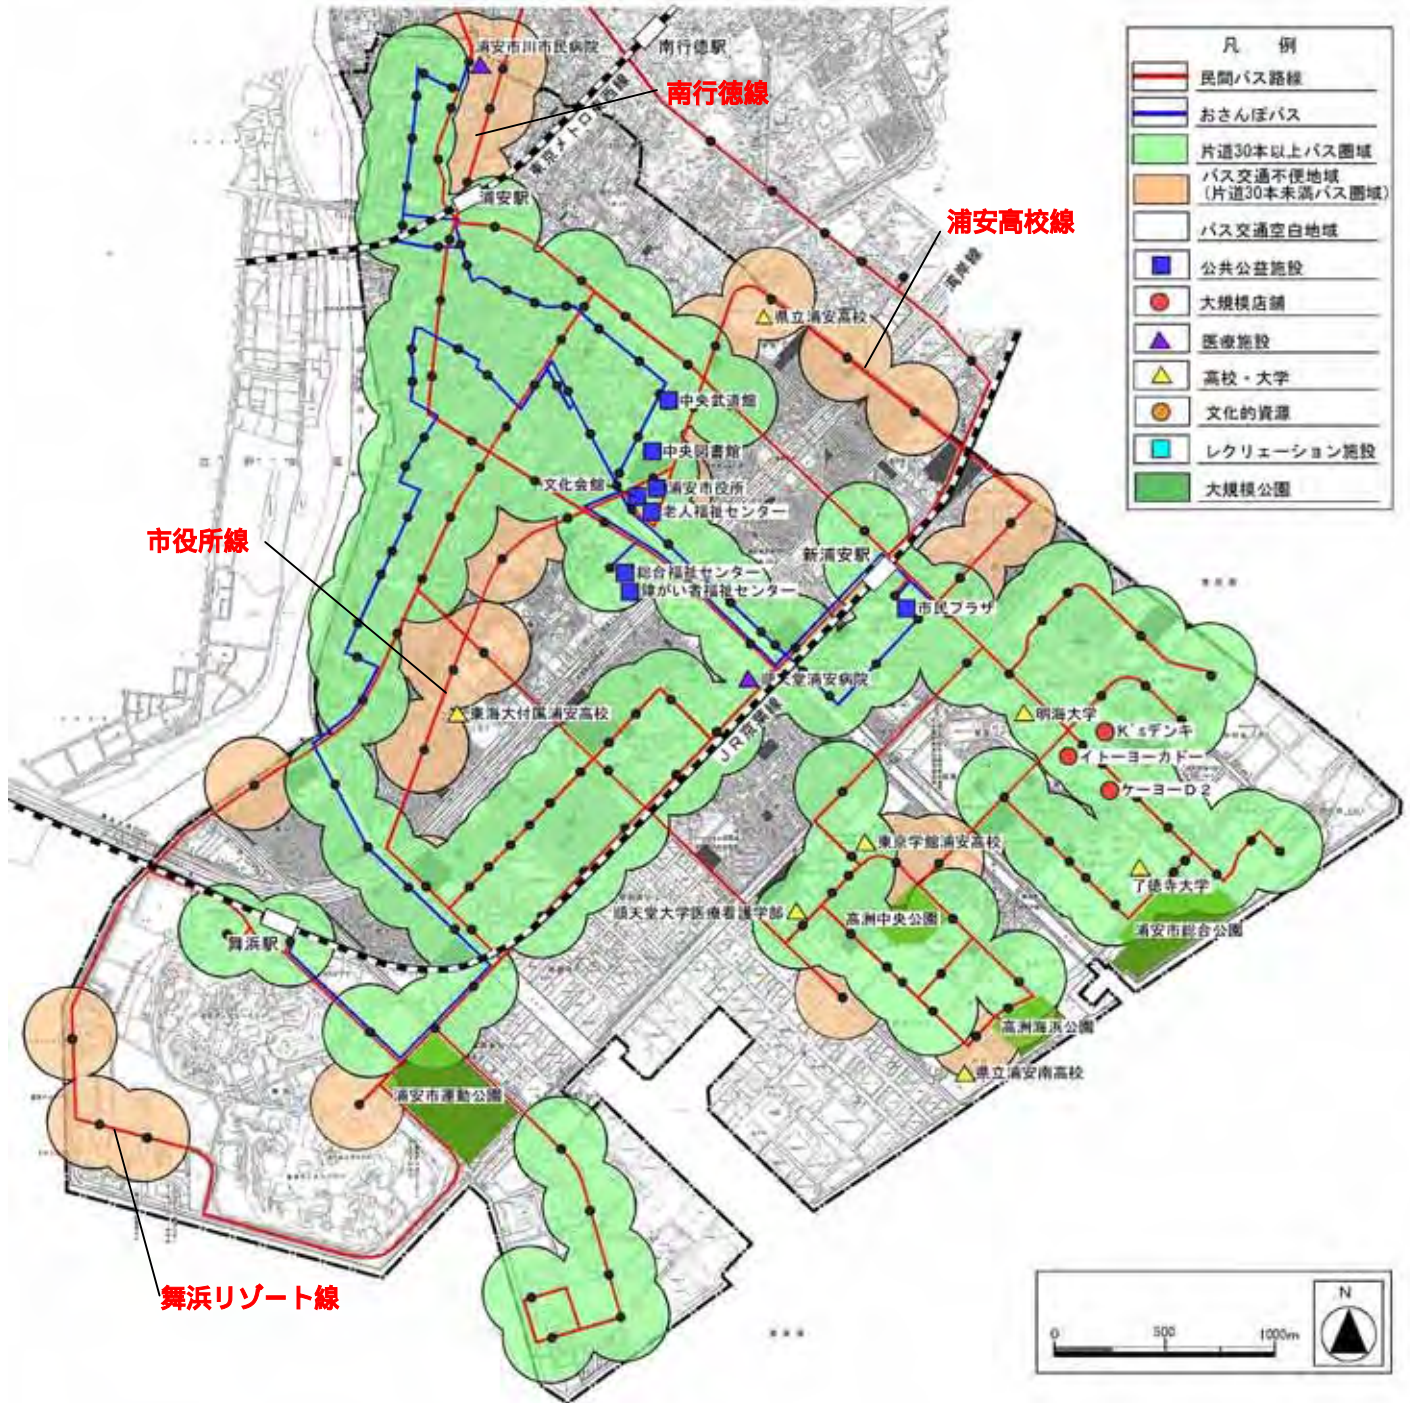 浦安市川市民病院
南行徳駅
南行徳線
東京メトロ東西線
浦安駅
浦安高校線
湾岸線
県立浦安高校
中央武道館
中央図書館
文化会館
浦安市役所
老人福祉センター
市役所線
新浦安駅
総合福祉センター
障がい者福祉センター
市民プラザ
順天堂浦安病院
東海大付属浦安高校
JR京葉線
明海大学
K'sデンキ
イトーヨーカドー
ケーヨーD2
東京学館浦安高校
了徳寺大学
順天堂大学医療看護学部
高洲中央公園
浦安市総合公園
舞浜駅
高洲海浜公園
県立浦安南高校
浦安市運動公園
舞浜リゾート線
凡 例
民間バス路線
おさんぽバス
片道30本以上バス圏域
バス交通不便地域
(片道30本未満バス圏域)
バス交通空白地域
公共公益施設
大規模店舗
医療施設
高校・大学
文化的資源
レクリェーション施設
大規模公園
0 500 1000m
N